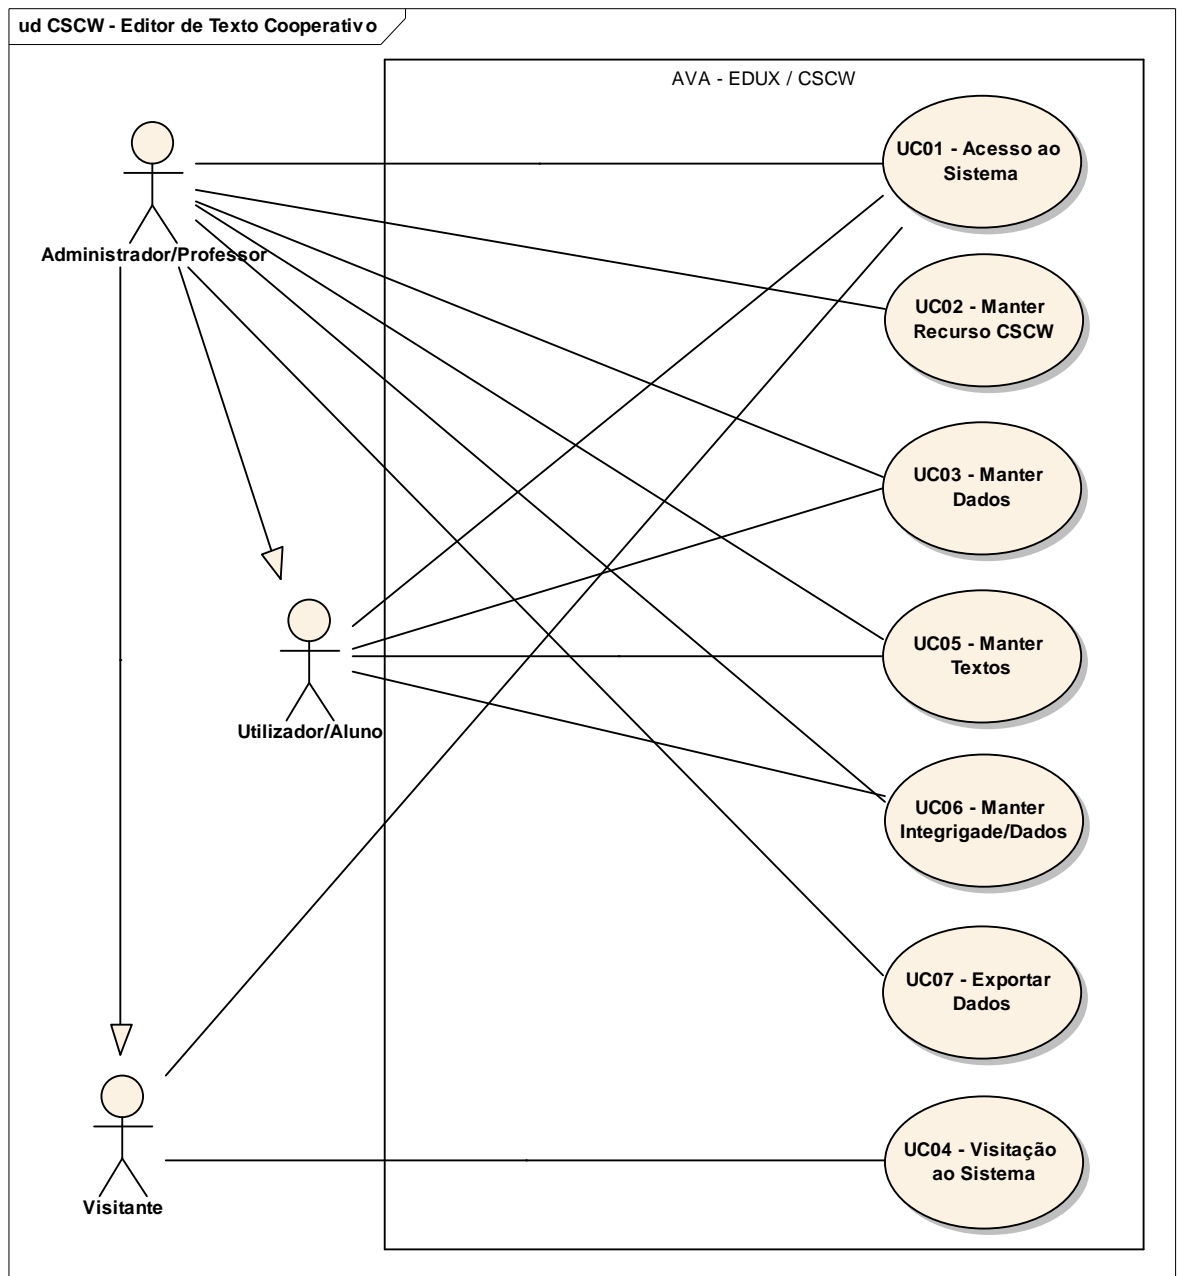 ud CSCW - Editor de Texto Cooperativo
AVA - EDUX / CSCW
UC01 - Acesso ao
Sistema
Administrador/Professor
UC02 - Manter
Recurso CSCW
UC03 - Manter
Dados
UC05 - Manter
Textos
Utilizador/Aluno
UC06 - Manter
Integrigade/Dados
UC07 - Exportar
Dados
UC04 - Visitação
ao Sistema
Visitante